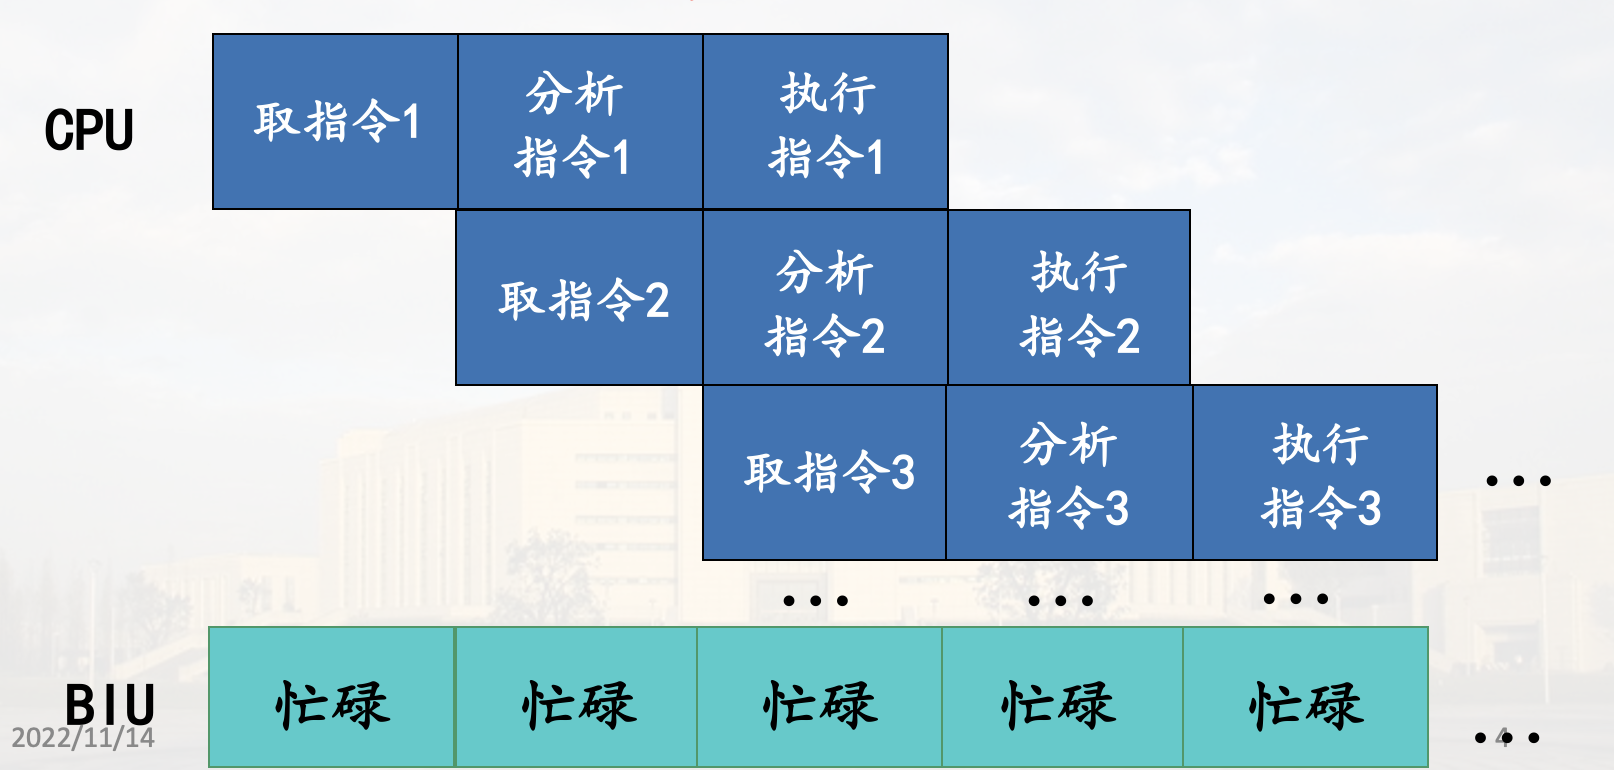 CPU
取指令1
分析
指令1
执行
指令1
取指令2
分析
指令2
执行
指令2
取指令3
分析
指令3
执行
指令3
...
... ... ...
BIU
忙碌 忙碌 忙碌 忙碌 忙碌
...
2022/11/14
4